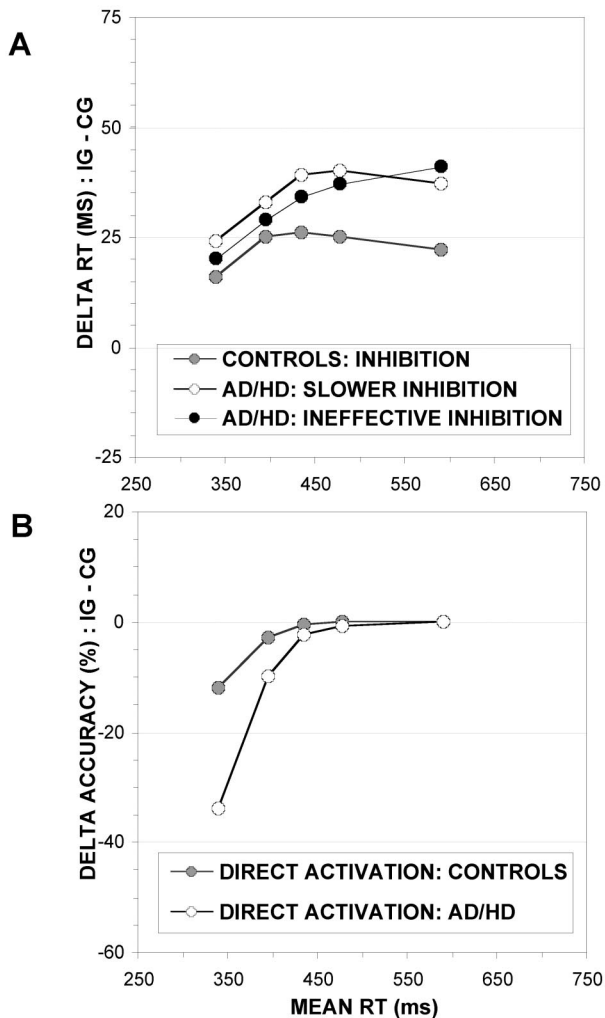 A
75
50
25
0
-25
DELTA RT (MS) : IG - CG
CONTROLS: INHIBITION
AD/HD: SLOWER INHIBITION
AD/HD: INEFFECTIVE INHIBITION
250 350 450 550 650 750
B
20
0
-20
-40
-60
DELTA ACCURACY (%) : IG - CG
DIRECT ACTIVATION: CONTROLS
DIRECT ACTIVATION: AD/HD
250 350 450 550 650 750
MEAN RT (ms)